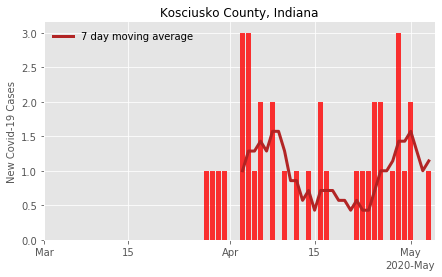 Kosciusko County, Indiana
7 day moving average
New Covid-19 Cases
3.0
2.5
2.0
1.5
1.0
0.5
0.0
Mar
15
Apr
15
May
2020-May